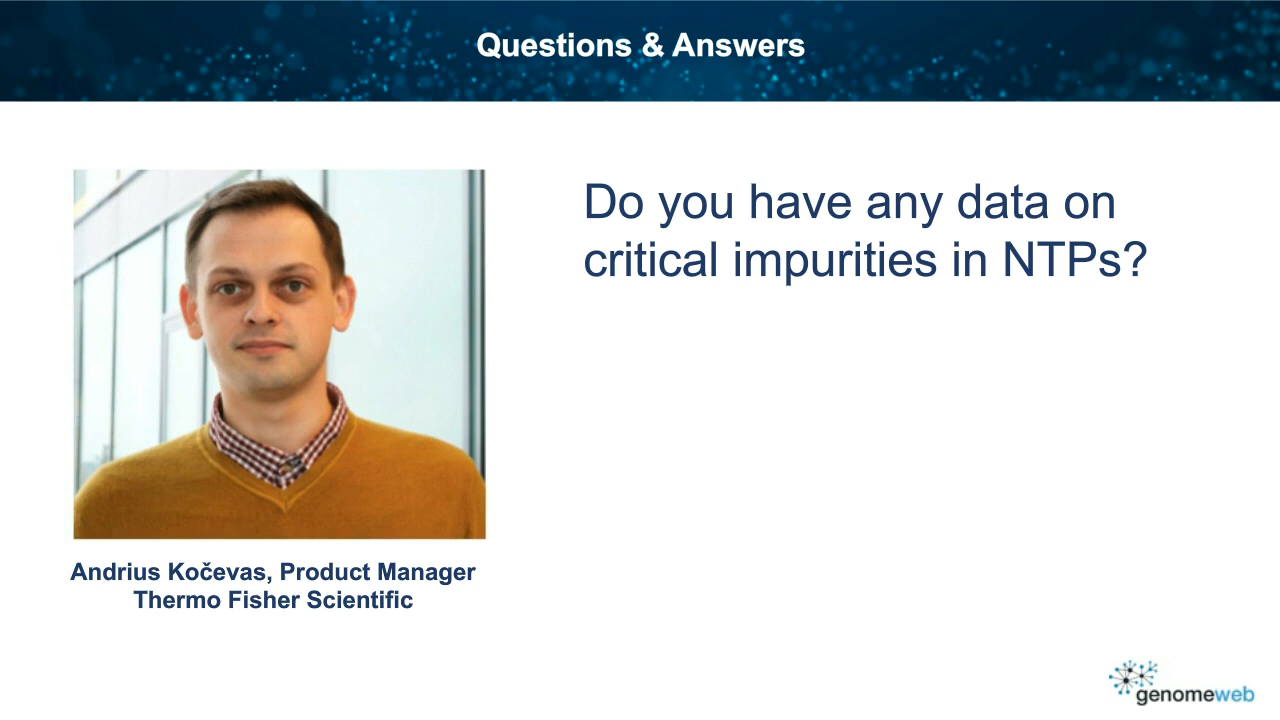 Questions & Answers
Do you have any data on
critical impurities in NTPs?
Andrius Kočevas, Product Manager
Thermo Fisher Scientific
genomeweb